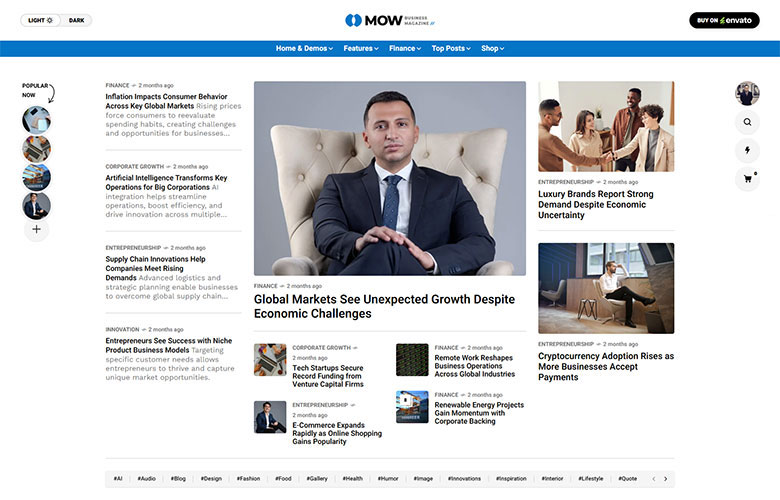 LIGHT
DARK
MOW
BUSINESS
MAGAZINE
BUY ON envato
Home & Demos
Features
Finance
Top Posts
Shop
POPULAR
NOW
FINANCE
2 months ago
Inflation Impacts Consumer Behavior
Across Key Global Markets Rising prices
force consumers to reevaluate
spending habits, creating challenges
and opportunities for businesses...
CORPORATE GROWTH
2 months ago
Artificial Intelligence Transforms Key
Operations for Big Corporations AI
integration helps streamline
operations, boost efficiency, and
drive innovation across multiple...
ENTREPRENEURSHIP
2 months ago
Supply Chain Innovations Help
Companies Meet Rising
Demands Advanced logistics and
strategic planning enable businesses
to overcome global supply chain...
INNOVATION
2 months ago
Entrepreneurs See Success with Niche
Product Business Models Targeting
specific customer needs allows
entrepreneurs to thrive and capture
unique market opportunities.
FINANCE
2 months ago
Global Markets See Unexpected Growth Despite
Economic Challenges
CORPORATE GROWTH
2 months ago
Tech Startups Secure
Record Funding from
Venture Capital Firms
ENTREPRENEURSHIP
2 months ago
E-Commerce Expands
Rapidly as Online Shopping
Gains Popularity
FINANCE
2 months ago
Remote Work Reshapes
Business Operations
Across Global Industries
FINANCE
2 months ago
Renewable Energy Projects
Gain Momentum with
Corporate Backing
ENTREPRENEURSHIP
2 months ago
Luxury Brands Report Strong
Demand Despite Economic
Uncertainty
ENTREPRENEURSHIP
2 months ago
Cryptocurrency Adoption Rises as
More Businesses Accept
Payments
0
#AI
#Audio
#Blog
#Design
#Fashion
#Food
#Gallery
#Health
#Humor
#Image
#Innovations
#Inspiration
#Interior
#Lifestyle
#Quote